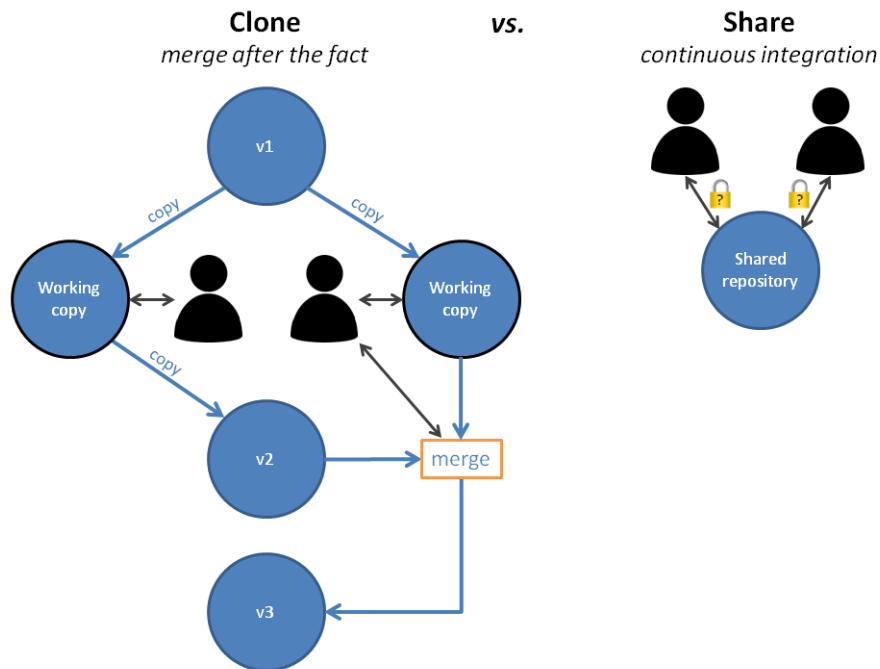 Clone
merge after the fact
vs.
Share
continuous integration
v1
copy
copy
?
?
Working
copy
Working
copy
Shared
repository
copy
v2
merge
v3